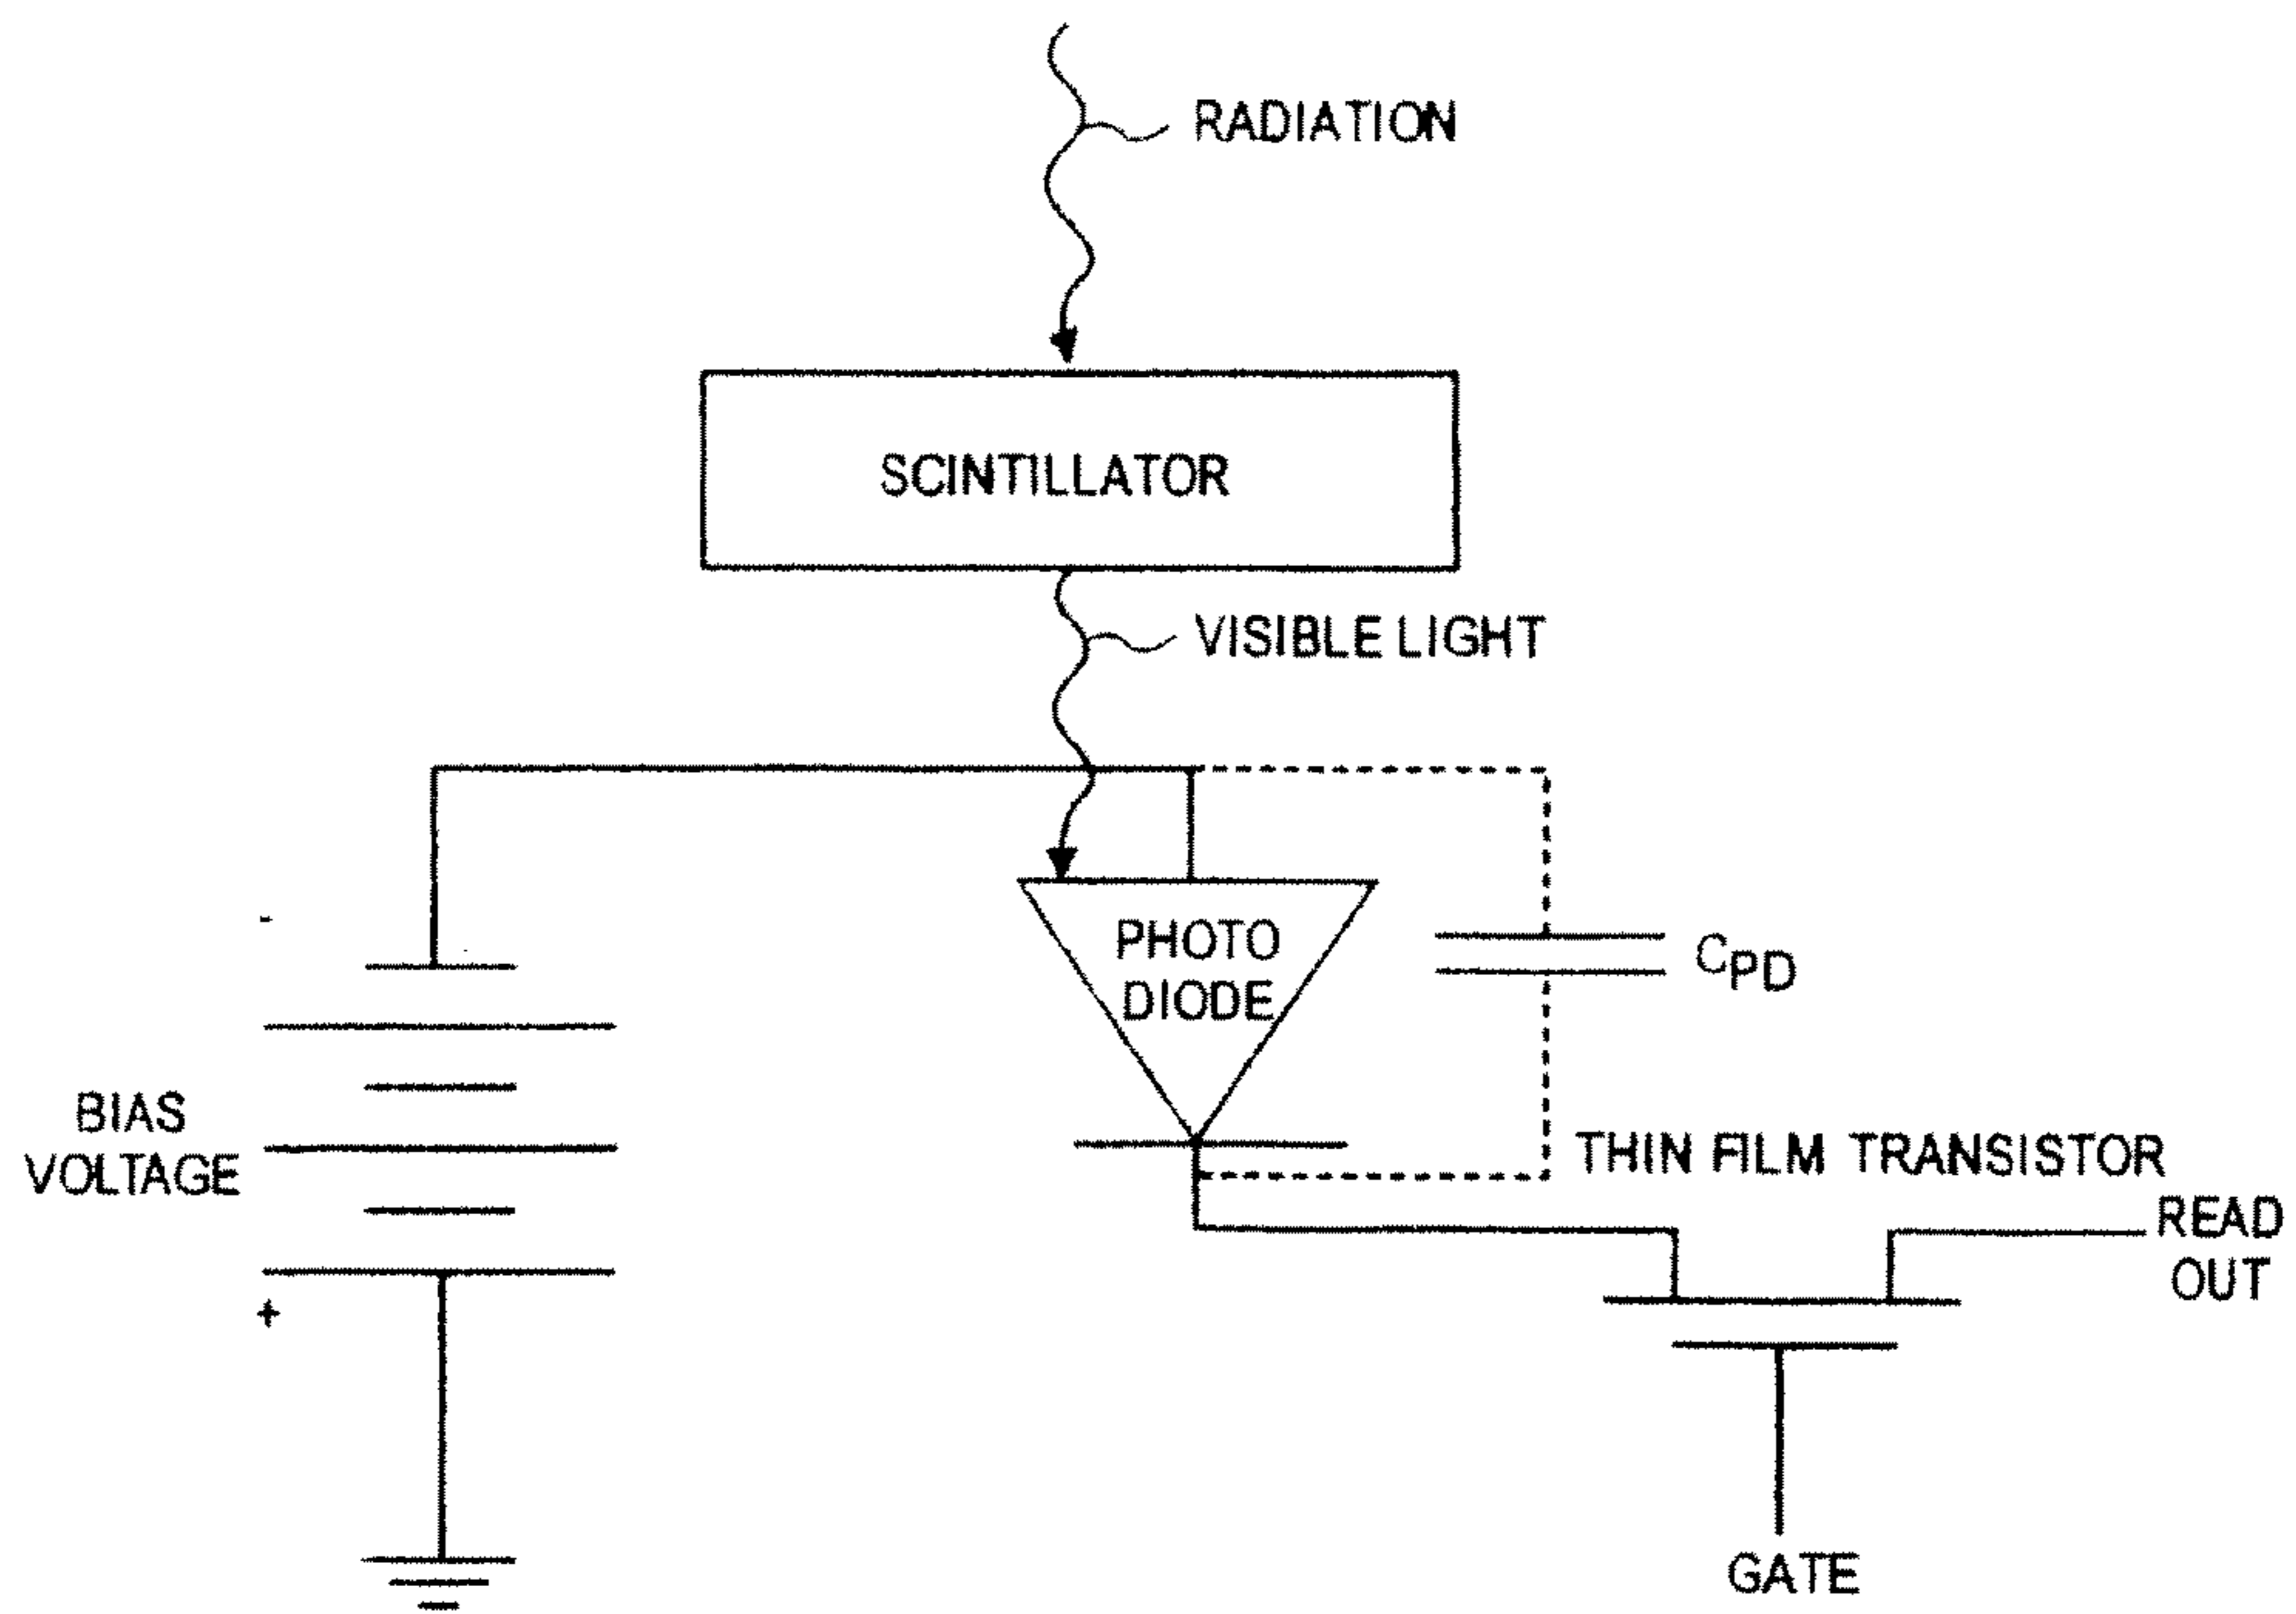 RADIATION
SCINTILLATOR
VISIBLE LIGHT
-
PHOTO
DIODE
CPD
BIAS
VOLTAGE
+
THIN FILM TRANSISTOR
READ
OUT
GATE